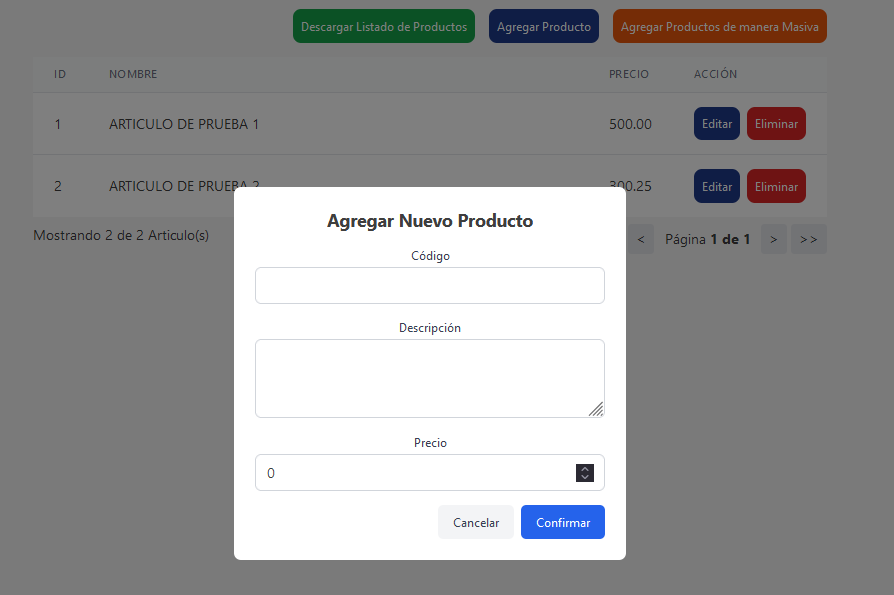 Descargar Listado de Productos Agregar Producto Agregar Productos de manera Masiva
ID NOMBRE PRECIO ACCIÓN
1 ARTICULO DE PRUEBA 1 500.00 Editar Eliminar
2 ARTICULO DE PRUEBA 2 300.25 Editar Eliminar
Mostrando 2 de 2 Articulo(s) < Página 1 de 1 > >>
Agregar Nuevo Producto
Código
Descripción
Precio
0
Cancelar Confirmar